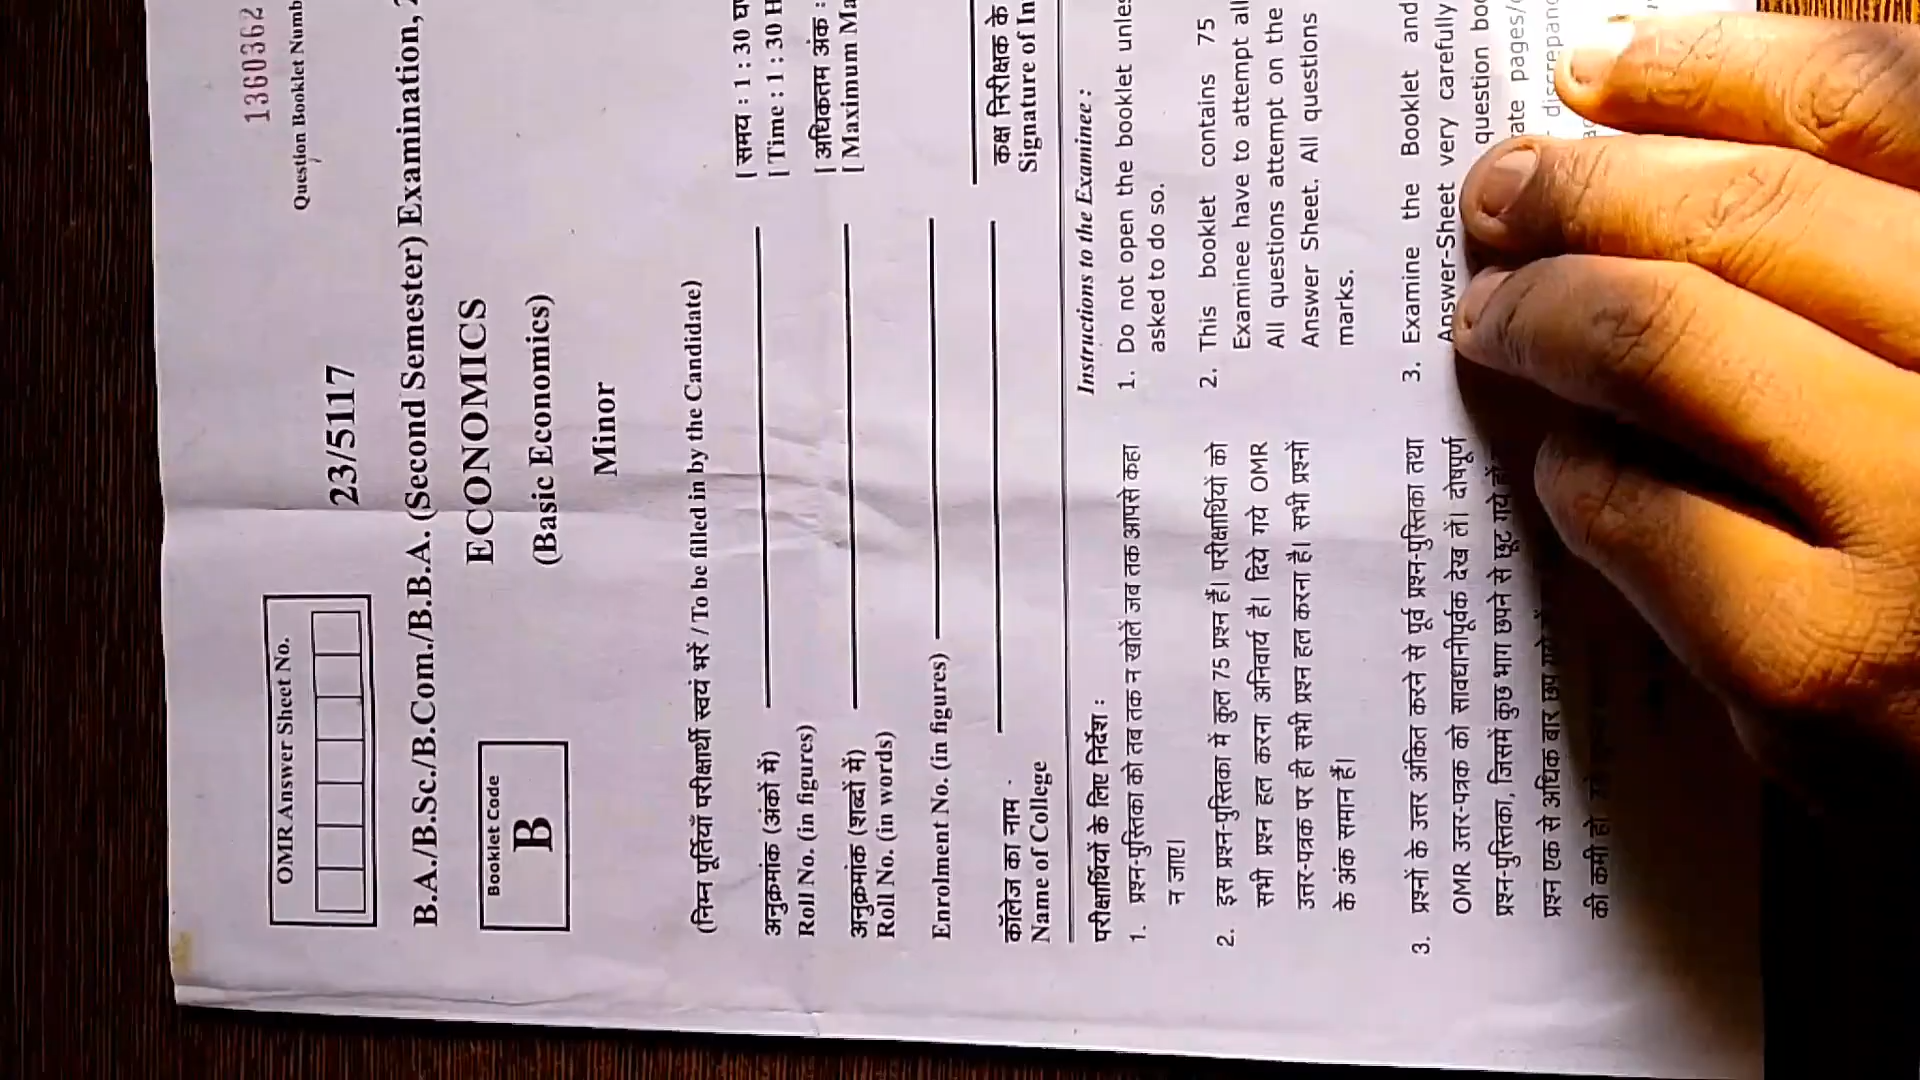 1360362
Question Booklet
OMR Answer Sheet No.
23/5117
B.A./B.Sc./B.Com./B.B.A. (Second Semester) Examination,
ECONOMICS
Booklet Code
B
(Basic Economics)
Minor
(निम्न पूर्तियाँ परीक्षार्थी स्वयं भरें / To be filled in by the Candidate)
अनुक्रमांक (अंकों में)
[ समय : 1 : 30
Roll No. (in figures)
[ Time : 1 : 30
अनुक्रमांक (शब्दों में)
[ अधिकतम अंक :
Roll No. (in words)
[ Maximum
Enrolment No. (in figures)
कॉलेज का नाम
कक्ष निरीक्षक के
Name of College
Signature of
परीक्षार्थियों के लिए निर्देश :
1. प्रश्न-पुस्तिका को तब तक न खोलें जब तक आपसे कहा
न जाए।
2. इस प्रश्न-पुस्तिका में कुल 75 प्रश्न हैं। परीक्षार्थियों को
सभी प्रश्न हल करना अनिवार्य है। दिये गये OMR
उत्तर-पत्रक पर ही सभी प्रश्न हल करना है। सभी प्रश्नों
के अंक समान हैं।
3. प्रश्नों के उत्तर अंकित करने से पूर्व प्रश्न-पुस्तिका तथा
OMR उत्तर-पत्रक को सावधानीपूर्वक देख लें। दोषपूर्ण
प्रश्न-पुस्तिका, जिसमें कुछ भाग छपने से छूट गये हों
प्रश्न एक से अधिक बार छप गये
की कमी हो
Instructions to the Examinee :
1. Do not open the booklet
asked to do so.
2. This booklet contains 75
Examinee have to attempt all
All questions attempt on the
Answer Sheet. All questions
marks.
3. Examine the Booklet and
Answer-Sheet very carefully
question